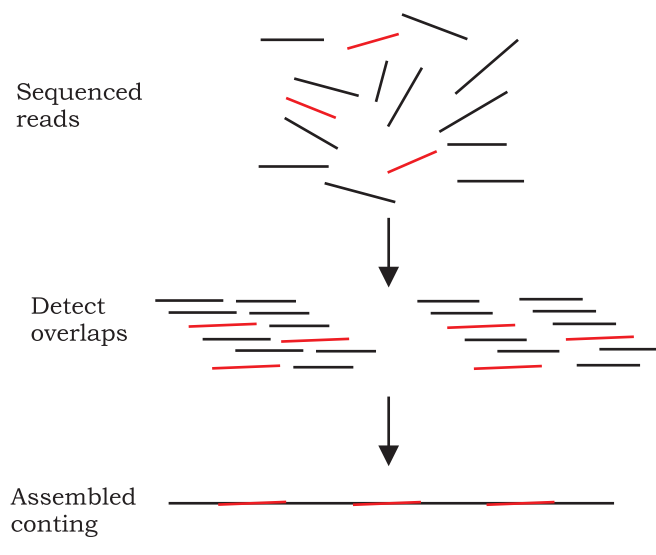 Sequenced
reads
Detect
overlaps
Assembled
conting